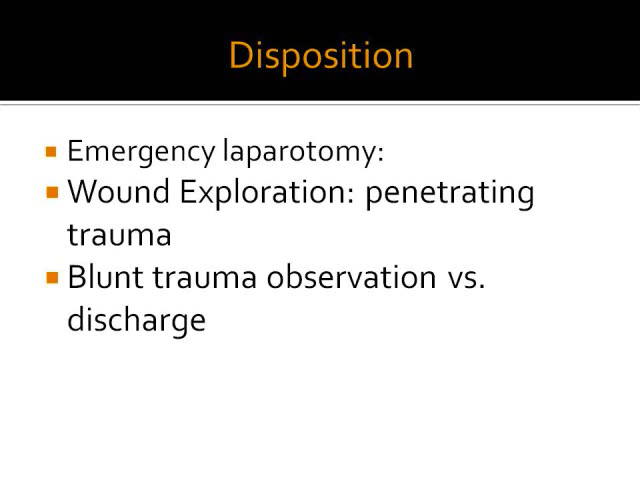 Disposition
Emergency laparotomy:
Wound Exploration: penetrating
trauma
Blunt trauma observation vs.
discharge